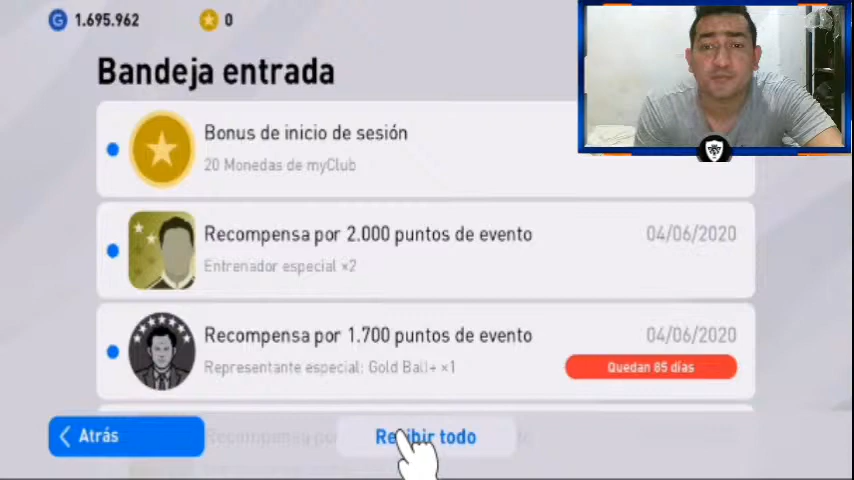 1.695.962
0
Bandeja entrada
Bonus de inicio de sesión
20 Monedas de myClub
Recompensa por 2.000 puntos de evento
04/06/2020
Entrenador especial ×2
Recompensa por 1.700 puntos de evento
04/06/2020
Representante especial: Gold Ball+ ×1
Quedan 85 días
Atrás
Recompensa por
Recibir todo